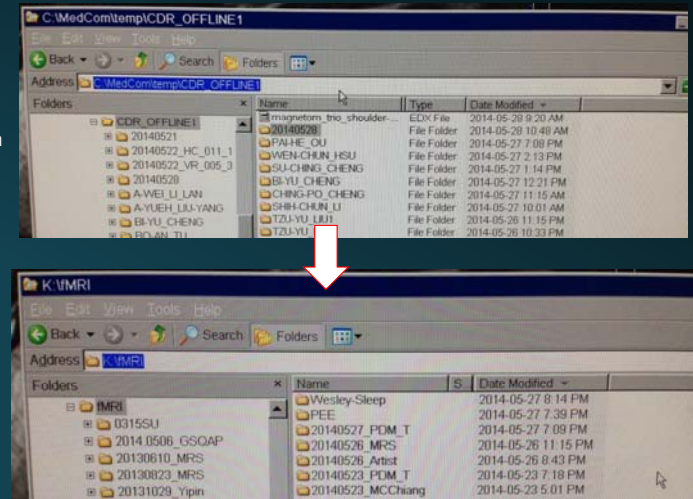 C:\MedCom\temp\CDR_OFFLINE1
File Edit View Tools Help
Back Search Folders
Address C:\MedCom\temp\CDR_OFFLINE1
Folders
CDR_OFFLINE1
20140521
20140522_HC_011_1
20140522_VR_005_3
20140528
A-WEI_LI_LAN
A-YUEH_LIU-YANG
BI-YU_CHENG
BO-AN_TU
Name Type Date Modified
magnetom_trio_shoulder-... EDX File 2014-05-28 9:20 AM
20140528 File Folder 2014-05-28 10:48 AM
PAI-HE_OU File Folder 2014-05-27 7:08 PM
WEN-CHUN_HSU File Folder 2014-05-27 2:13 PM
SU-CHING_CHENG File Folder 2014-05-27 1:14 PM
BI-YU_CHENG File Folder 2014-05-27 12:21 PM
CHING-PO_CHENG File Folder 2014-05-27 11:15 AM
SHIH-CHUN_LI File Folder 2014-05-27 10:01 AM
TZU-YU_LIU1 File Folder 2014-05-26 11:15 PM
TZU-YU File Folder 2014-05-26 10:33 PM
K:\fMRI
File Edit View Tools Help
Back Search Folders
Address K:\fMRI
Folders
fMRI
0315SU
2014.0506_GSQAP
20130610_MRS
20130823_MRS
20131029_Yipin
Name S... Date Modified
Wesley-Sleep 2014-05-27 8:14 PM
PEE 2014-05-27 7:39 PM
20140527_PDM_T 2014-05-27 7:09 PM
20140526_MRS 2014-05-26 11:15 PM
20140526_Artist 2014-05-26 8:43 PM
20140523_PDM_T 2014-05-23 7:18 PM
20140523_MCChiang 2014-05-23 5:01 PM